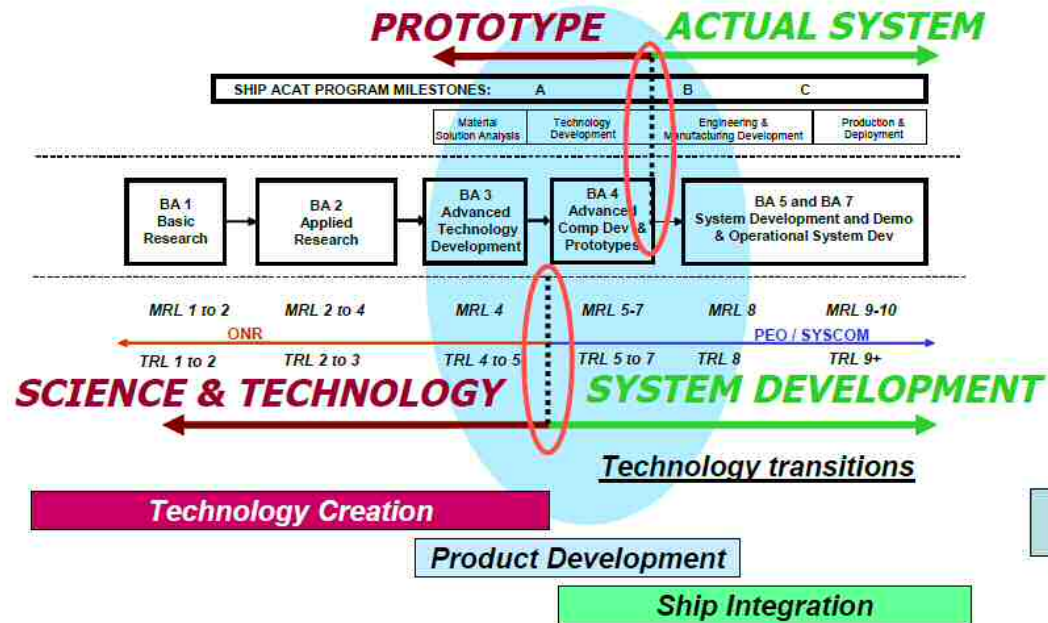 PROTOTYPE ACTUAL SYSTEM
SHIP ACAT PROGRAM MILESTONES: A B C
Material
Solution Analysis
Technology
Development
Engineering &
Manufacturing Development
Production &
Deployment
BA 1
Basic
Research
BA 2
Applied
Research
BA 3
Advanced
Technology
Development
BA 4
Advanced
Comp Dev & 
Prototypes
BA 5 and BA 7
System Development and Demo
& Operational System Dev
MRL 1 to 2 MRL 2 to 4 MRL 4 MRL 5-7 MRL 8 MRL 9-10
ONR PEO / SYSCOM
TRL 1 to 2 TRL 2 to 3 TRL 4 to 5 TRL 5 to 7 TRL 8 TRL 9+
SCIENCE & TECHNOLOGY SYSTEM DEVELOPMENT
Technology transitions
Technology Creation
Product Development
Ship Integration